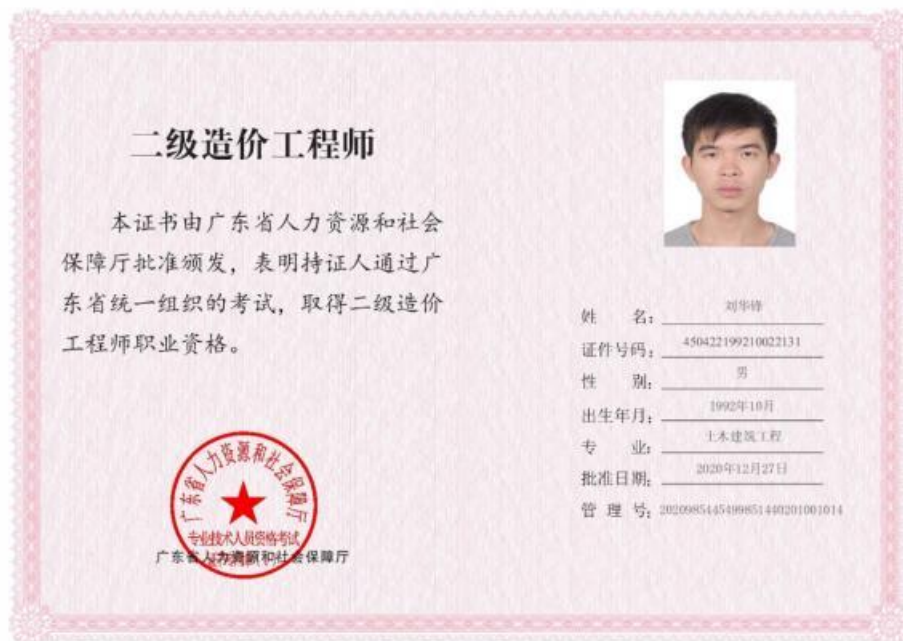 二级造价工程师
本证书由广东省人力资源和社会
保障厅批准颁发，表明持证人通过广
东省统一组织的考试，取得二级造价
工程师职业资格。
广东省人力资源和社会保障厅
专业技术人员资格考试
广东省人力资源和社会保障厅
姓 名：刘华锋
证件号码：450422199210022131
性 别：男
出生年月：1992年10月
专 业：土木建筑工程
批准日期：2020年12月27日
管 理 号：2020985445499851440201001014